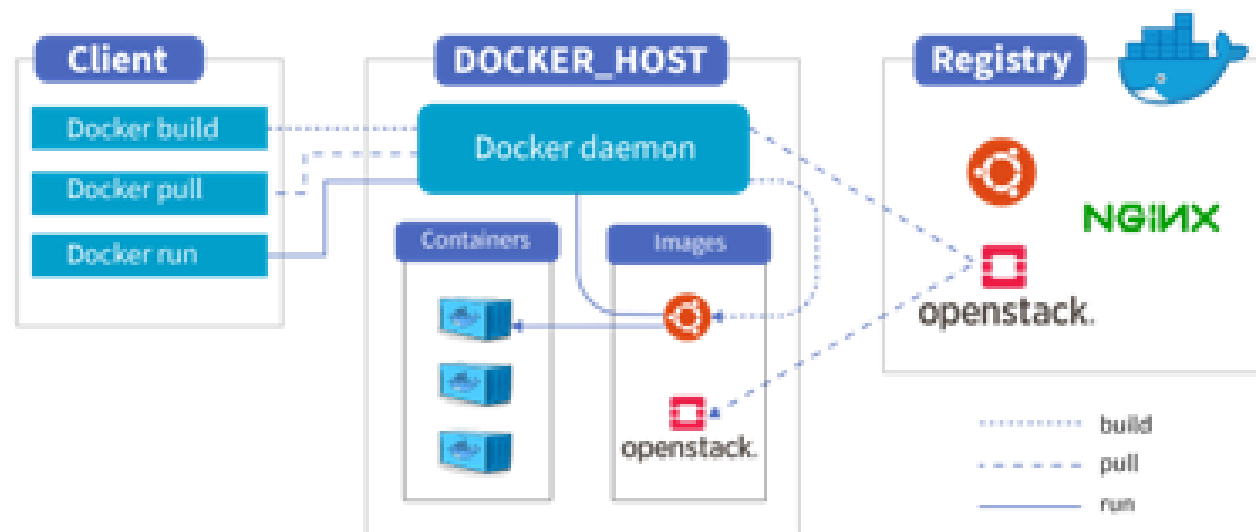 Client
DOCKER_HOST
Registry
Docker build
Docker daemon
Docker pull
Docker run
Containers
Images
NGiNX
openstack.
openstack.
build
pull
run